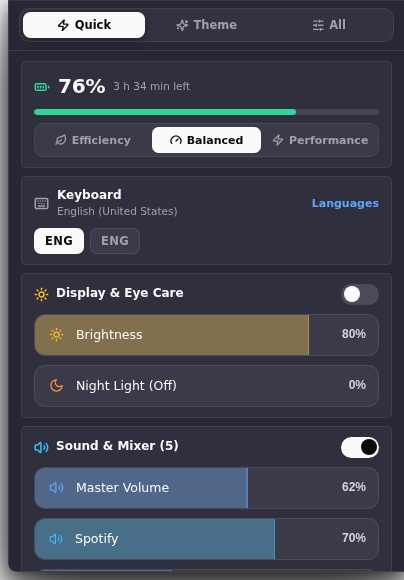 Quick
Theme
All
76% 3 h 34 min left
Efficiency
Balanced
Performance
Keyboard
English (United States)
Languages
ENG
ENG
Display & Eye Care
Brightness 80%
Night Light (Off) 0%
Sound & Mixer (5)
Master Volume 62%
Spotify 70%